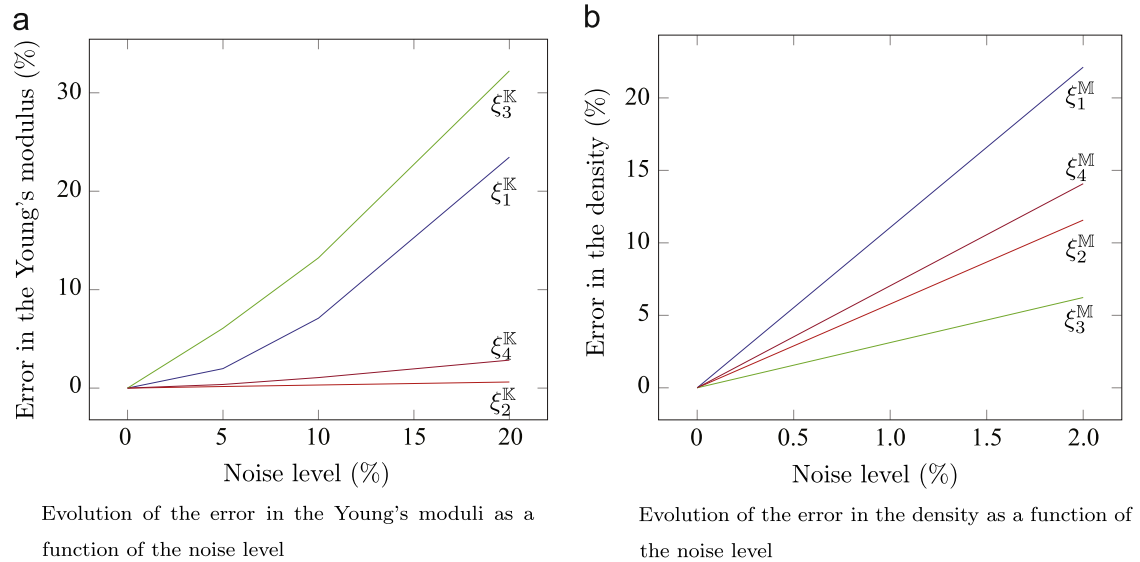 a
Error in the Young's modulus (%)
30
20
10
0
ξ₃ᴷ
ξ₁ᴷ
ξ₄ᴷ
ξ₂ᴷ
0 5 10 15 20
Noise level (%)
Evolution of the error in the Young's moduli as a
function of the noise level
b
Error in the density (%)
20
15
10
5
0
ξ₁ᴹ
ξ₄ᴹ
ξ₂ᴹ
ξ₃ᴹ
0 0.5 1.0 1.5 2.0
Noise level (%)
Evolution of the error in the density as a function of
the noise level